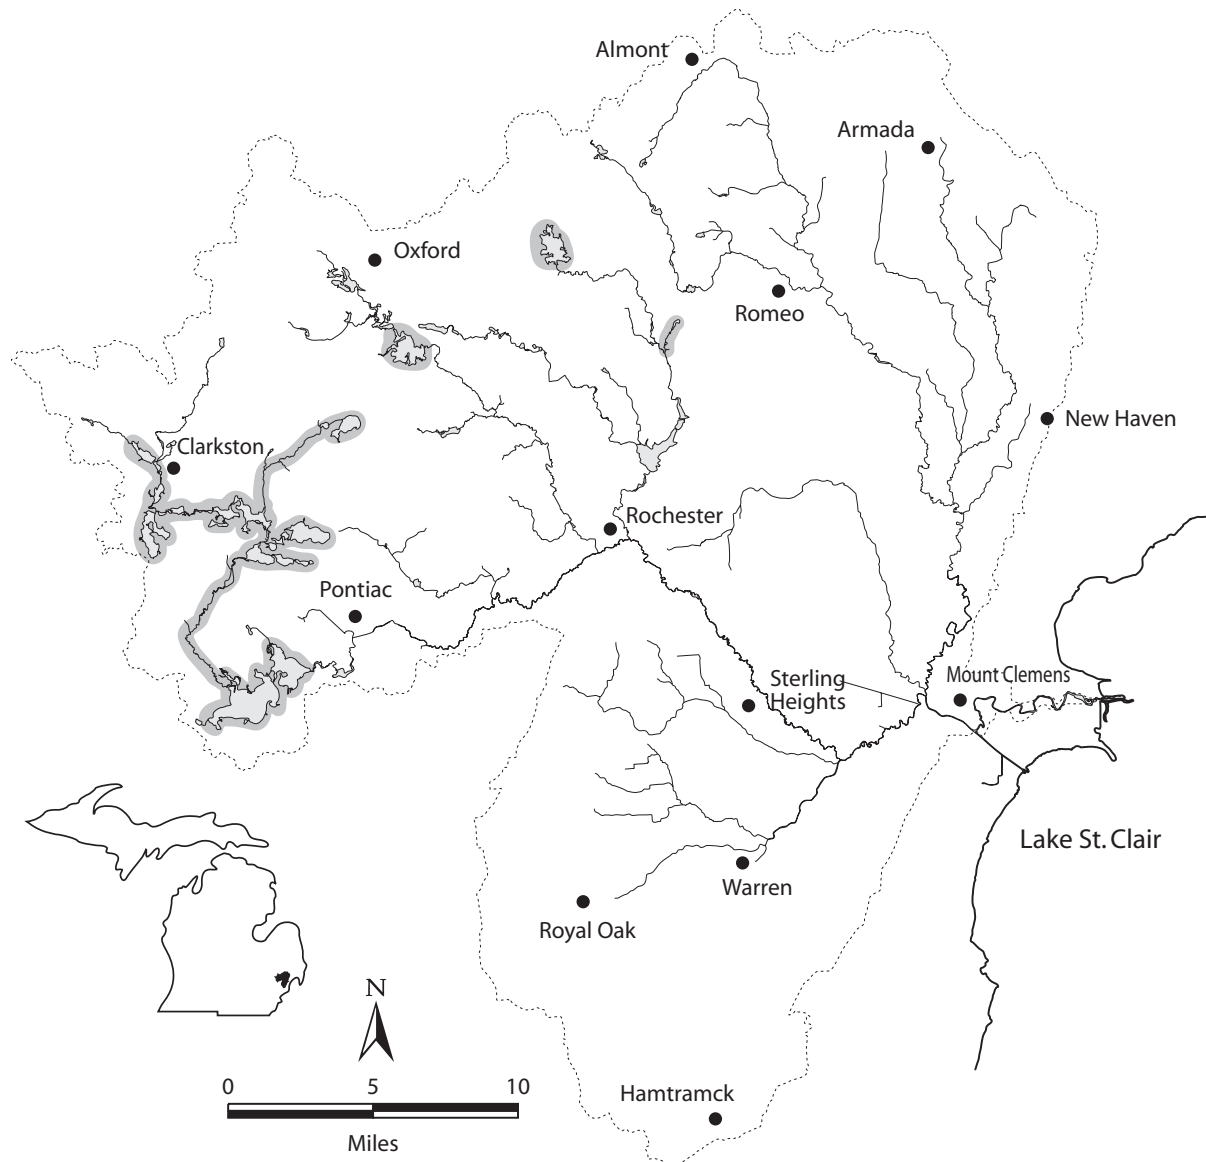 Almont
Armada
Oxford
Romeo
New Haven
Clarkston
Rochester
Pontiac
Mount Clemens
Sterling
Heights
Lake St. Clair
Warren
Royal Oak
N
0 5 10
Miles
Hamtramck